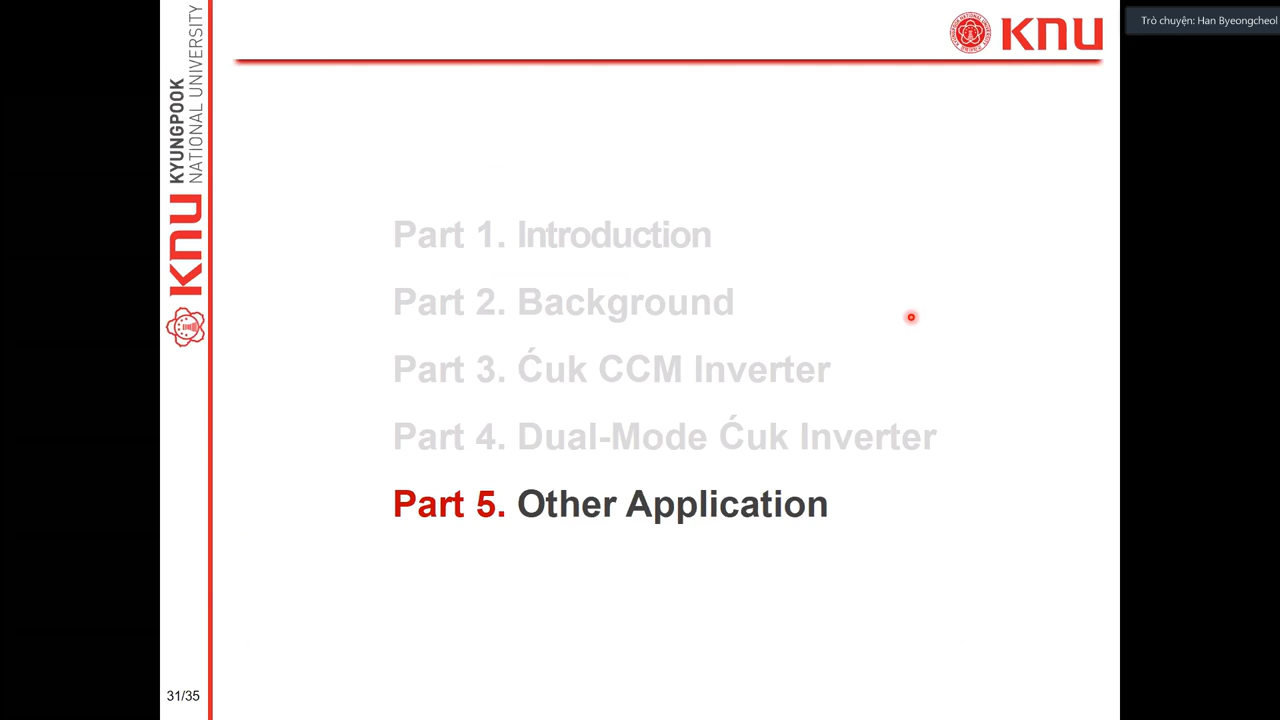 Trò chuyện: Han Byeongcheol
KNU
KYUNGPOOK
NATIONAL UNIVERSITY
KNU
Part 1. Introduction
Part 2. Background
Part 3. Ćuk CCM Inverter
Part 4. Dual-Mode Ćuk Inverter
Part 5. Other Application
31/35